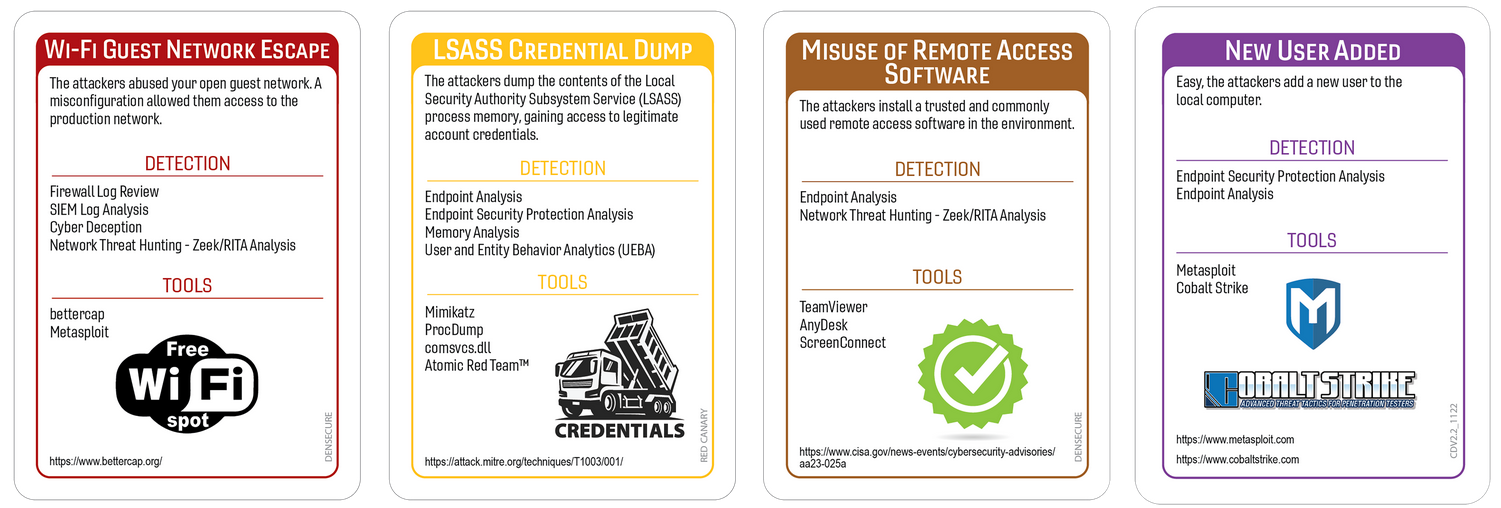 WI-FI GUEST NETWORK ESCAPE
The attackers abused your open guest network. A
misconfiguration allowed them access to the
production network.
DETECTION
Firewall Log Review
SIEM Log Analysis
Cyber Deception
Network Threat Hunting - Zeek/RITA Analysis
TOOLS
bettercap
Metasploit
Free
Wi Fi
spot
DENSECURE
https://www.bettercap.org/
LSASS CREDENTIAL DUMP
The attackers dump the contents of the Local
Security Authority Subsystem Service (LSASS)
process memory, gaining access to legitimate
account credentials.
DETECTION
Endpoint Analysis
Endpoint Security Protection Analysis
Memory Analysis
User and Entity Behavior Analytics (UEBA)
TOOLS
Mimikatz
ProcDump
comsvcs.dll
Atomic Red Team™
CREDENTIALS
RED CANARY
https://attack.mitre.org/techniques/T1003/001/
MISUSE OF REMOTE ACCESS
SOFTWARE
The attackers install a trusted and commonly
used remote access software in the environment.
DETECTION
Endpoint Analysis
Network Threat Hunting - Zeek/RITA Analysis
TOOLS
TeamViewer
AnyDesk
ScreenConnect
DENSECURE
https://www.cisa.gov/news-events/cybersecurity-advisories/
aa23-025a
NEW USER ADDED
Easy, the attackers add a new user to the
local computer.
DETECTION
Endpoint Security Protection Analysis
Endpoint Analysis
TOOLS
Metasploit
Cobalt Strike
M
COBALT STRIKE
ADVANCED THREAT TACTICS FOR PENETRATION TESTERS
CDV2.2_1122
https://www.metasploit.com
https://www.cobaltstrike.com